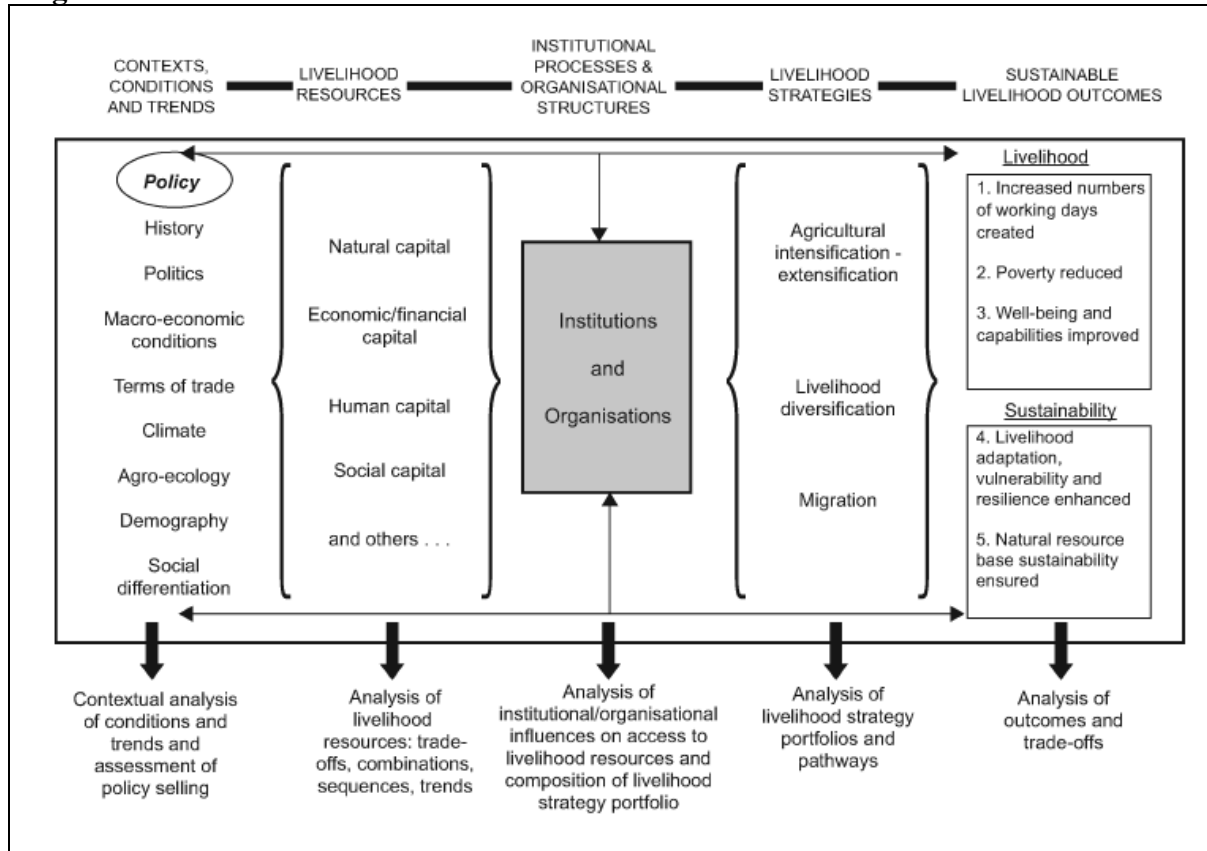 CONTEXTS,
CONDITIONS
AND TRENDS
LIVELIHOOD
RESOURCES
INSTITUTIONAL
PROCESSES &
ORGANISATIONAL
STRUCTURES
LIVELIHOOD
STRATEGIES
SUSTAINABLE
LIVELIHOOD OUTCOMES
Policy
History
Politics
Macro-economic
conditions
Terms of trade
Climate
Agro-ecology
Demography
Social
differentiation
Natural capital
Economic/financial
capital
Human capital
Social capital
and others . . .
Institutions
and
Organisations
Agricultural
intensification -
extensification
Livelihood
diversification
Migration
Livelihood
1. Increased numbers
of working days
created
2. Poverty reduced
3. Well-being and
capabilities improved
Sustainability
4. Livelihood
adaptation,
vulnerability and
resilience enhanced
5. Natural resource
base sustainability
ensured
Contextual analysis
of conditions and
trends and
assessment of
policy selling
Analysis of
livelihood
resources: trade-
offs, combinations,
sequences, trends
Analysis of
institutional/organisational
influences on access to
livelihood resources and
composition of livelihood
strategy portfolio
Analysis of
livelihood strategy
portfolios and
pathways
Analysis of
outcomes and
trade-offs